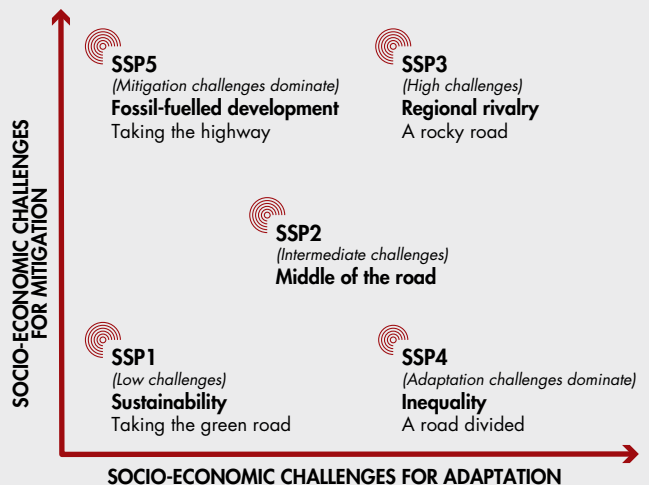 SOCIO-ECONOMIC CHALLENGES
FOR MITIGATION
SSP5
(Mitigation challenges dominate)
Fossil-fuelled development
Taking the highway
SSP3
(High challenges)
Regional rivalry
A rocky road
SSP2
(Intermediate challenges)
Middle of the road
SSP1
(Low challenges)
Sustainability
Taking the green road
SSP4
(Adaptation challenges dominate)
Inequality
A road divided
SOCIO-ECONOMIC CHALLENGES FOR ADAPTATION